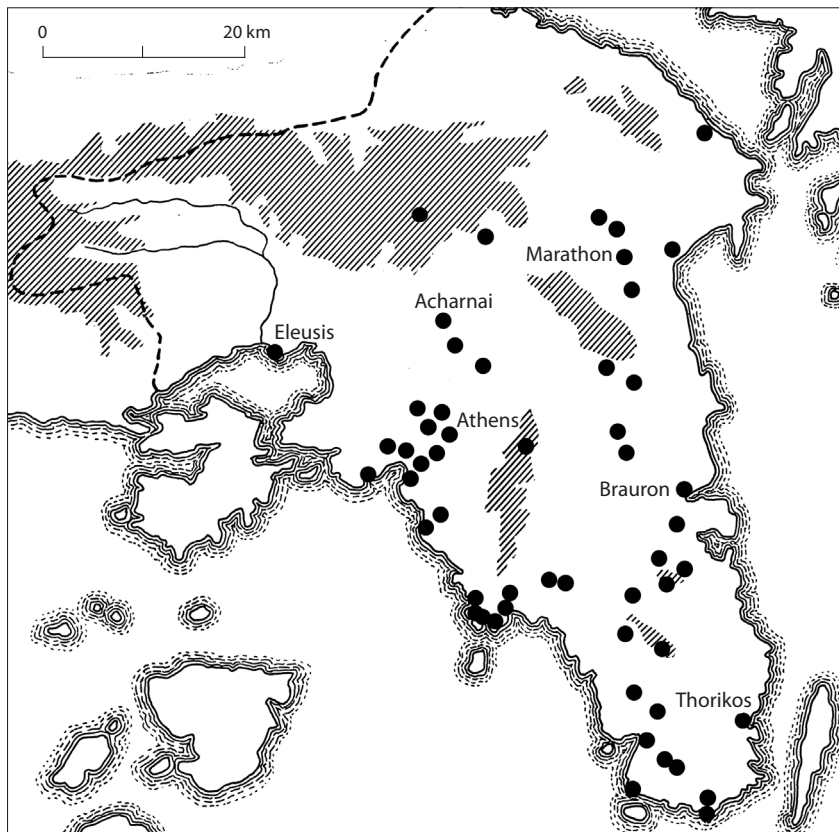 0 20 km
Marathon
Acharnai
Eleusis
Athens
Brauron
Thorikos